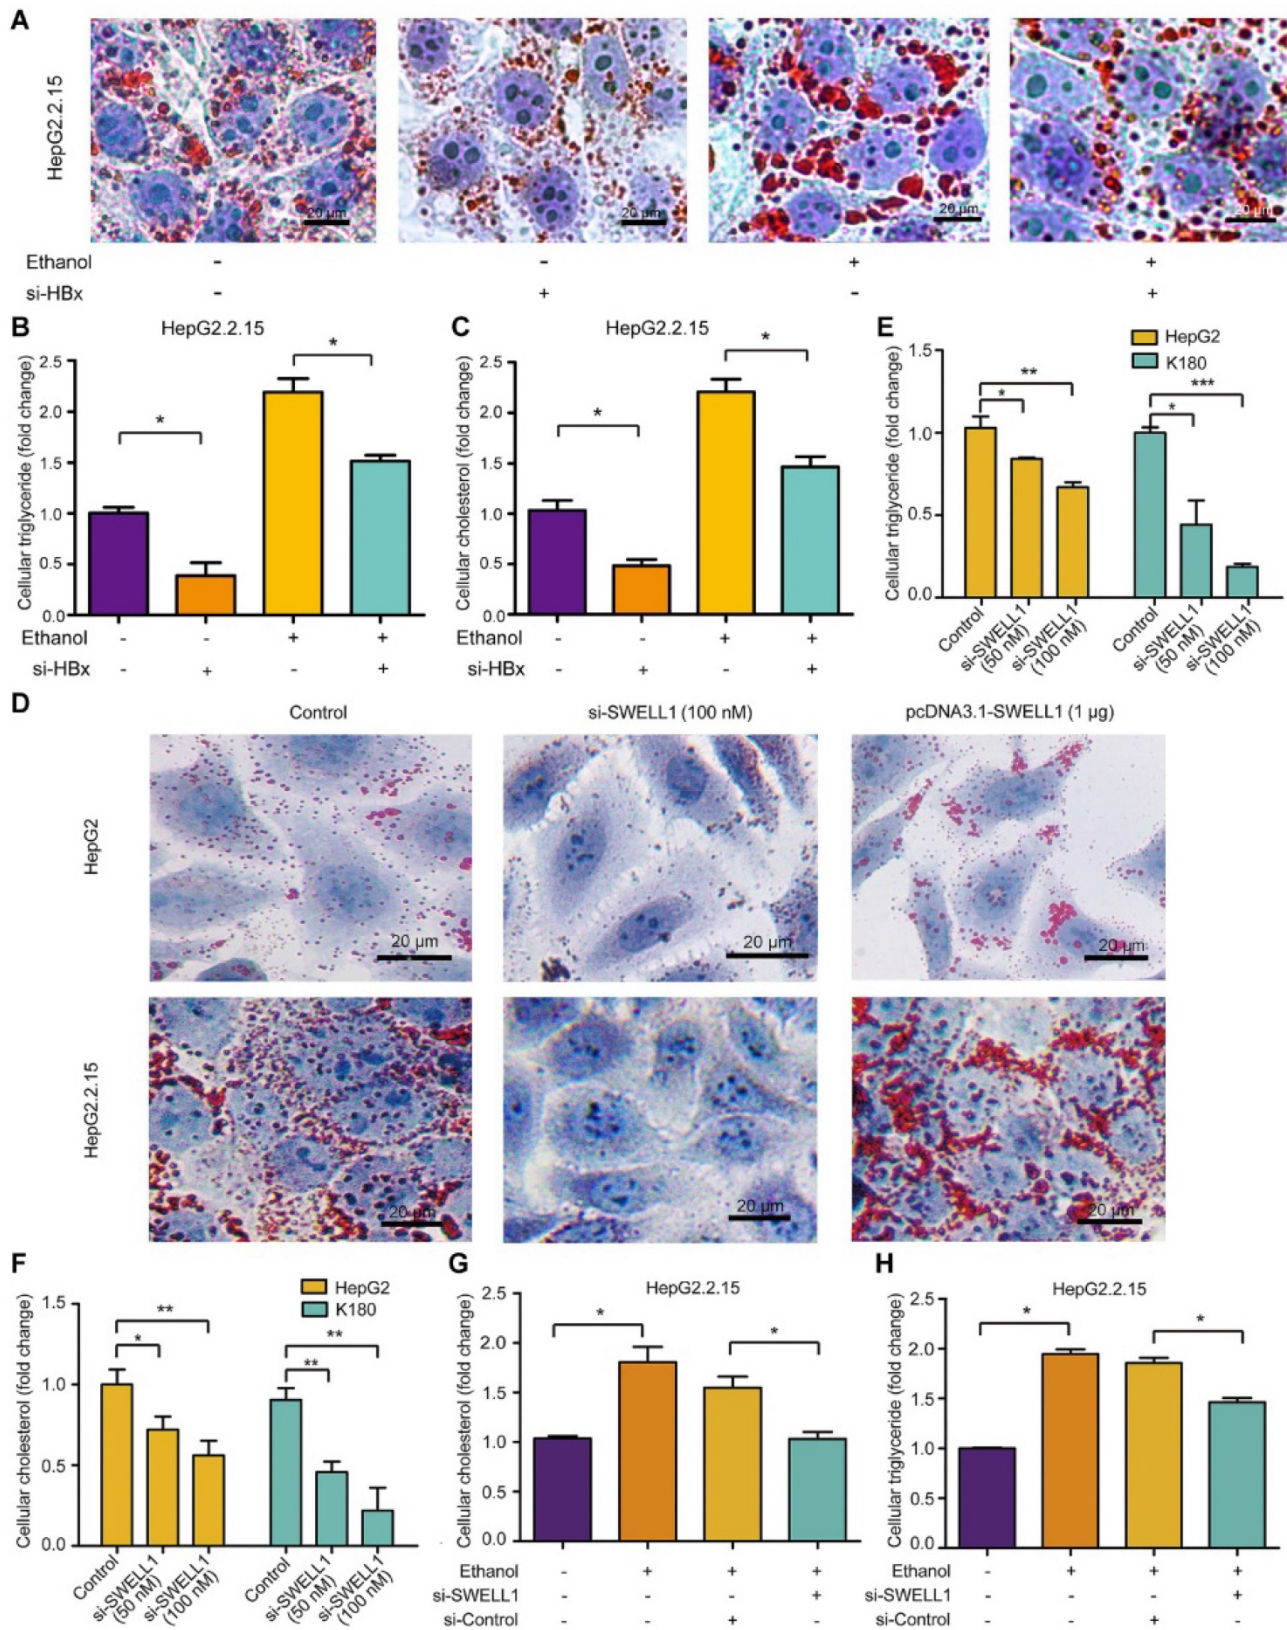 A
HepG2.2.15
20 µm
20 µm
20 µm
20 µm
Ethanol - - + +
si-HBx - + - +
B
HepG2.2.15
Cellular triglyceride (fold change)
2.5
2.0
1.5
1.0
0.5
0.0
*
*
Ethanol - - + +
si-HBx - + - +
C
HepG2.2.15
Cellular cholesterol (fold change)
2.5
2.0
1.5
1.0
0.5
0.0
*
*
Ethanol - - + +
si-HBx - + - +
E
HepG2
K180
Cellular triglyceride (fold change)
1.5
1.0
0.5
0.0
**
*
***
*
Control
si-SWELL1
(50 nM)
si-SWELL1
(100 nM)
Control
si-SWELL1
(50 nM)
si-SWELL1
(100 nM)
D
Control
si-SWELL1 (100 nM)
pcDNA3.1-SWELL1 (1 µg)
HepG2
20 µm
20 µm
20 µm
HepG2.2.15
20 µm
20 µm
20 µm
F
HepG2
K180
Cellular cholesterol (fold change)
1.5
1.0
0.5
0.0
**
*
**
**
Control
si-SWELL1
(50 nM)
si-SWELL1
(100 nM)
Control
si-SWELL1
(50 nM)
si-SWELL1
(100 nM)
G
HepG2.2.15
Cellular cholesterol (fold change)
2.5
2.0
1.5
1.0
0.5
0.0
*
*
Ethanol - + + +
si-SWELL1 - - - +
si-Control - - + -
H
HepG2.2.15
Cellular triglyceride (fold change)
2.5
2.0
1.5
1.0
0.5
0.0
*
*
Ethanol - + + +
si-SWELL1 - - - +
si-Control - - + -